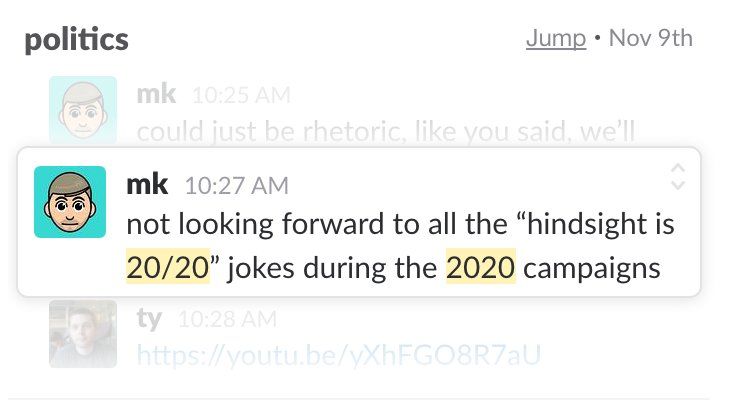 politics
Jump • Nov 9th
mk 10:25 AM
could just be rhetoric, like you said, we’ll
mk 10:27 AM
not looking forward to all the “hindsight is
20/20” jokes during the 2020 campaigns
ty 10:28 AM
https://youtu.be/yXhFGO8R7aU